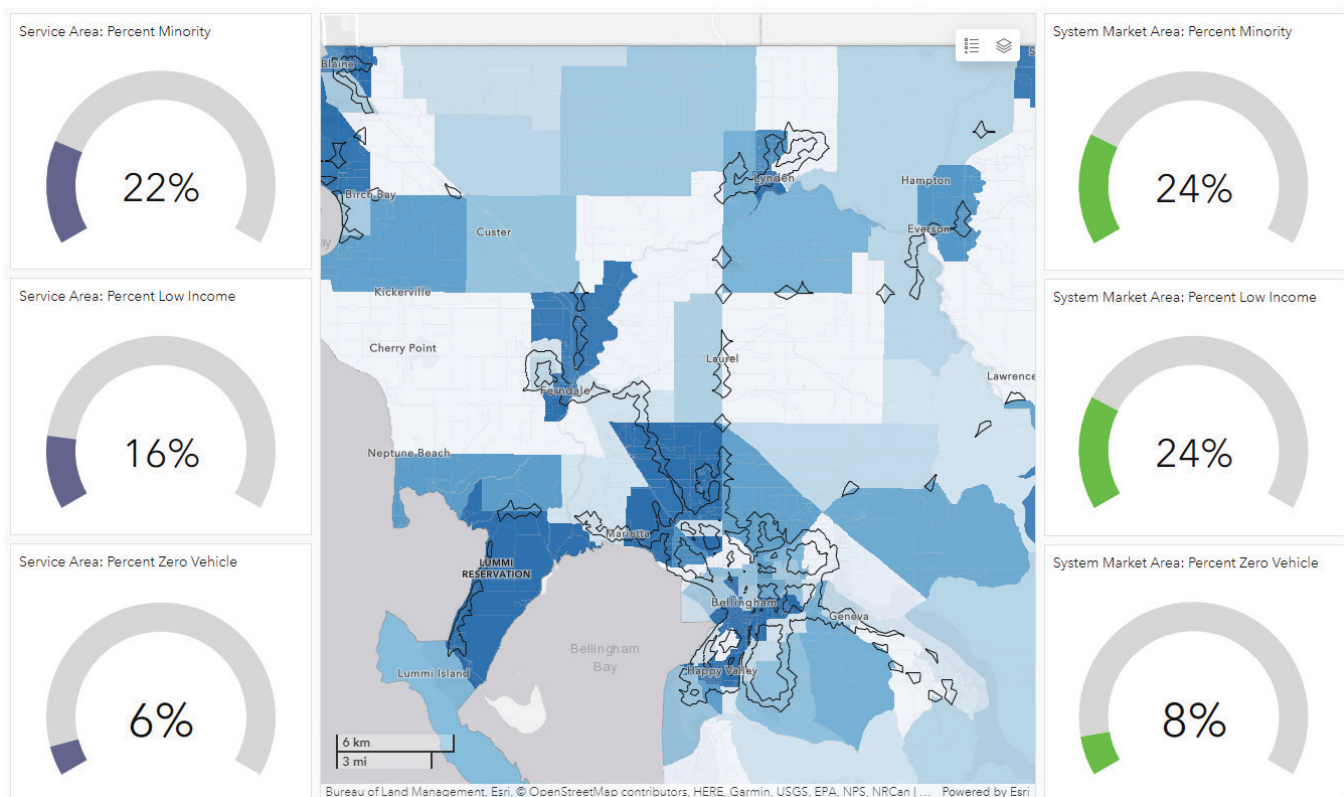 Service Area: Percent Minority
22%
Service Area: Percent Low Income
16%
Service Area: Percent Zero Vehicle
6%
Blaine
Birch Bay
Custer
Kickerville
Cherry Point
Ferndale
Neptune Beach
Marietta
LUMMI
RESERVATION
Lummi Island
Bellingham
Bay
Lynden
Hampton
Everson
Laurel
Lawrence
Bellingham
Geneva
Happy Valley
6 km
3 mi
Bureau of Land Management, Esri, © OpenStreetMap contributors, HERE, Garmin, USGS, EPA, NPS, NRCan | ... Powered by Esri
System Market Area: Percent Minority
24%
System Market Area: Percent Low Income
24%
System Market Area: Percent Zero Vehicle
8%